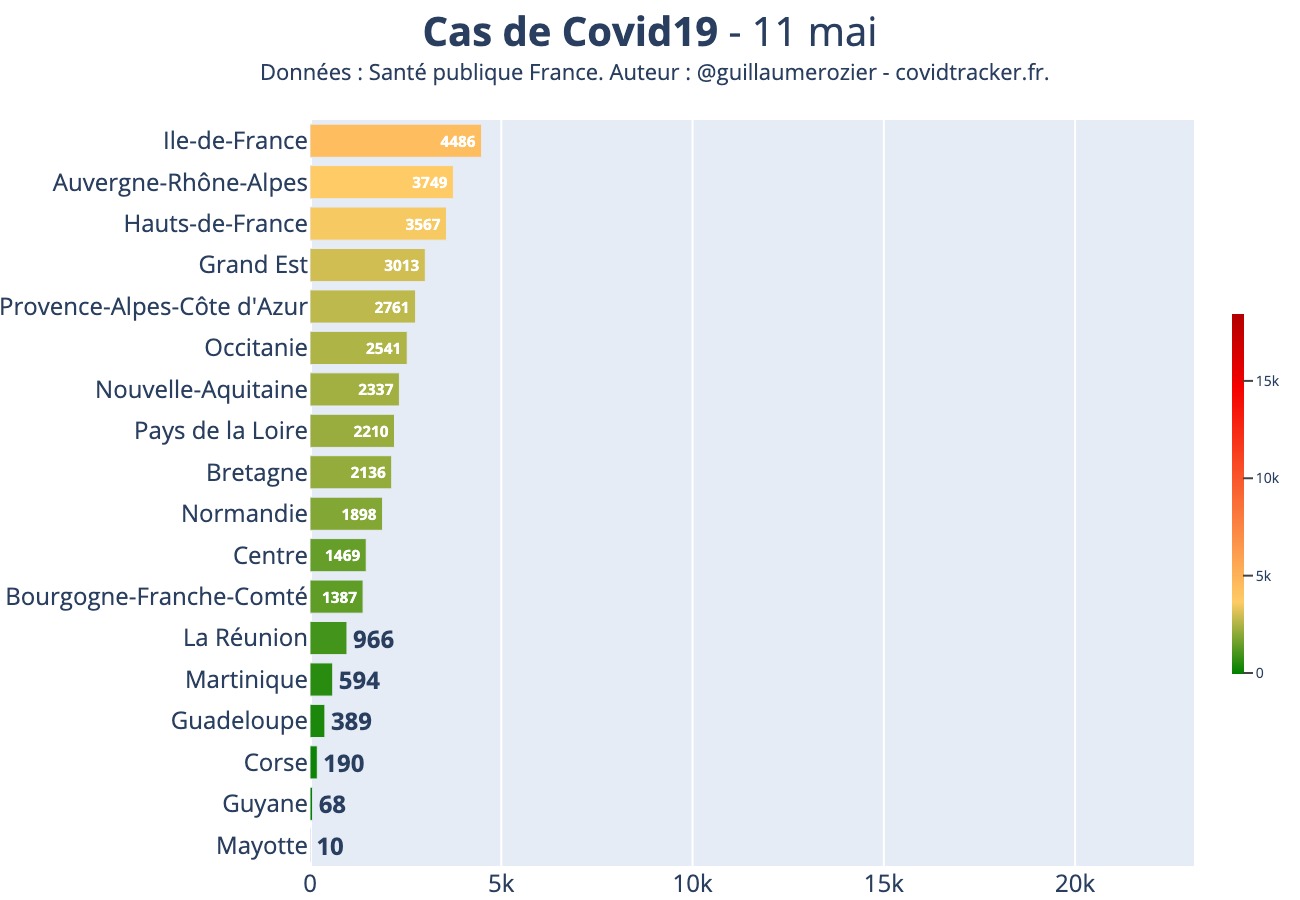 Cas de Covid19 - 11 mai
Données : Santé publique France. Auteur : @guillaumerozier - covidtracker.fr.
Ile-de-France 4486
Auvergne-Rhône-Alpes 3749
Hauts-de-France 3567
Grand Est 3013
Provence-Alpes-Côte d'Azur 2761
Occitanie 2541
Nouvelle-Aquitaine 2337
Pays de la Loire 2210
Bretagne 2136
Normandie 1898
Centre 1469
Bourgogne-Franche-Comté 1387
La Réunion 966
Martinique 594
Guadeloupe 389
Corse 190
Guyane 68
Mayotte 10
0 5k 10k 15k 20k
15k
10k
5k
0